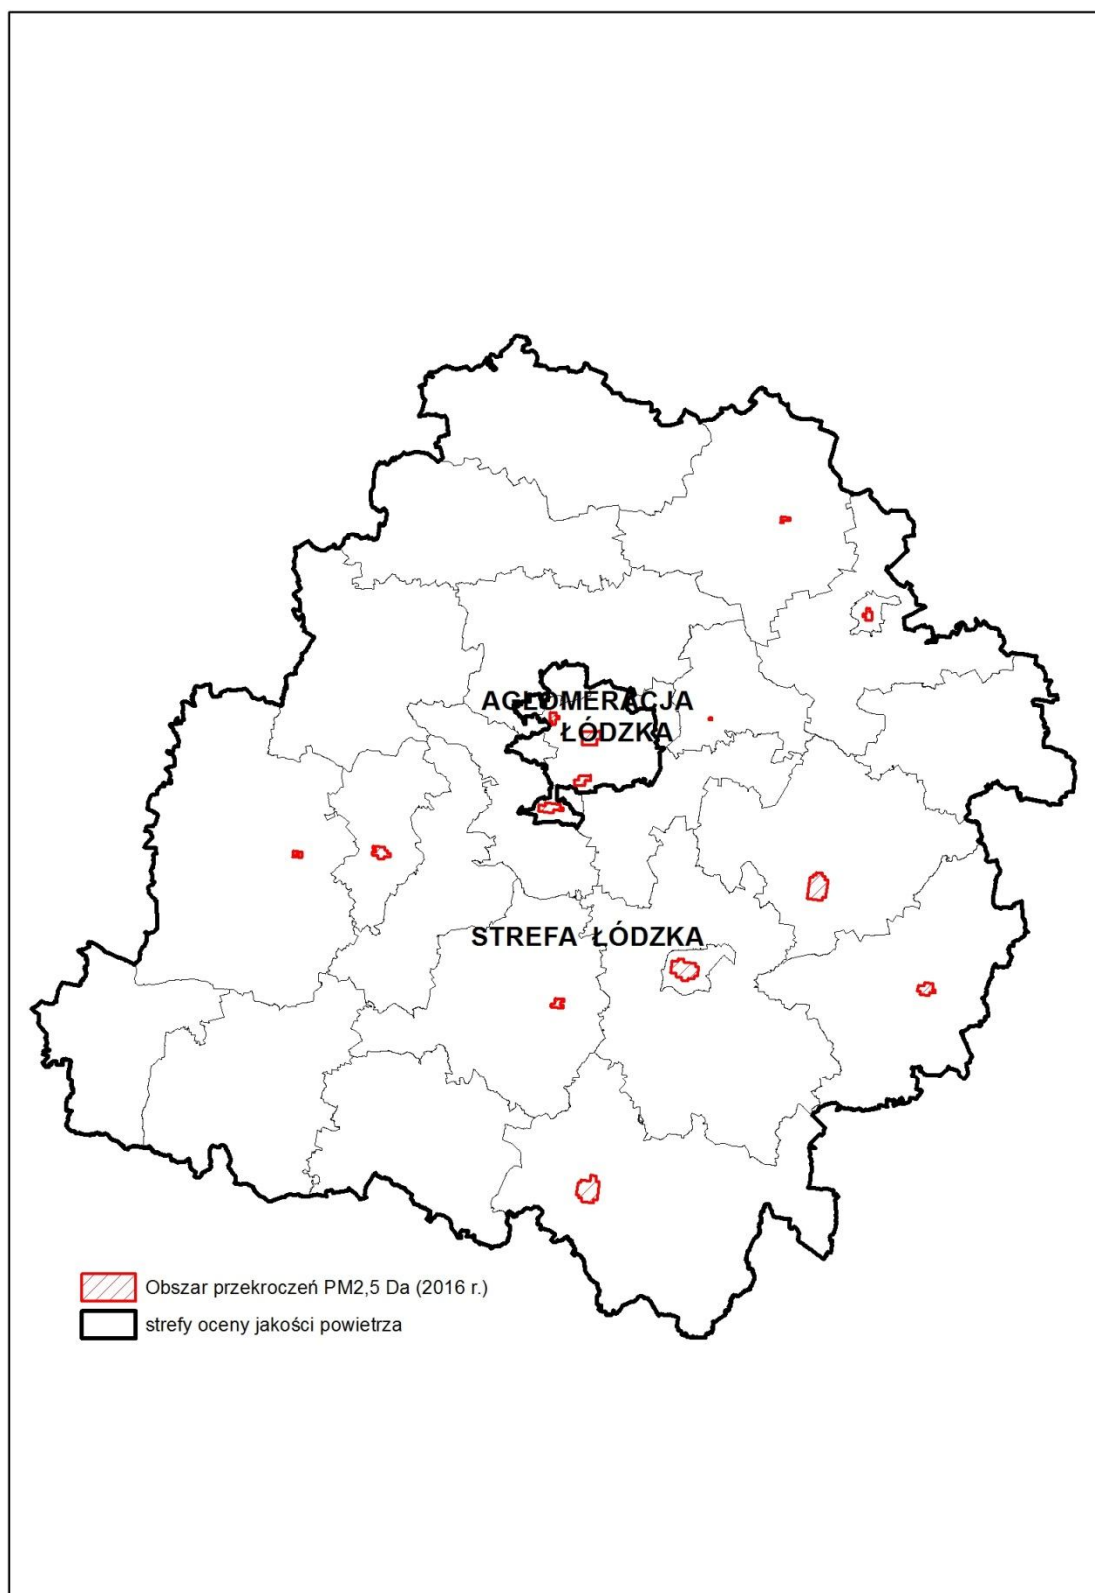 AGLOMERACJA
ŁÓDZKA
STREFA ŁÓDZKA
Obszar przekroczeń PM2,5 Da (2016 r.)
strefy oceny jakości powietrza